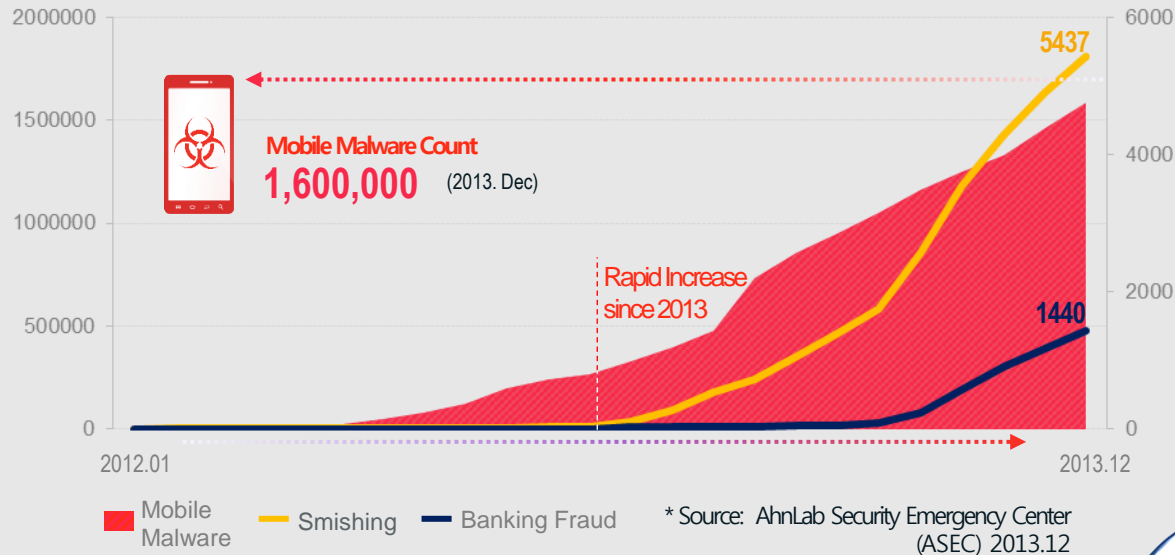 2000000
1500000
1000000
500000
0
6000
4000
2000
0
5437
Mobile Malware Count
1,600,000 (2013. Dec)
Rapid Increase
since 2013
1440
2012.01
2013.12
Mobile
Malware
Smishing
Banking Fraud
* Source: AhnLab Security Emergency Center
(ASEC) 2013.12